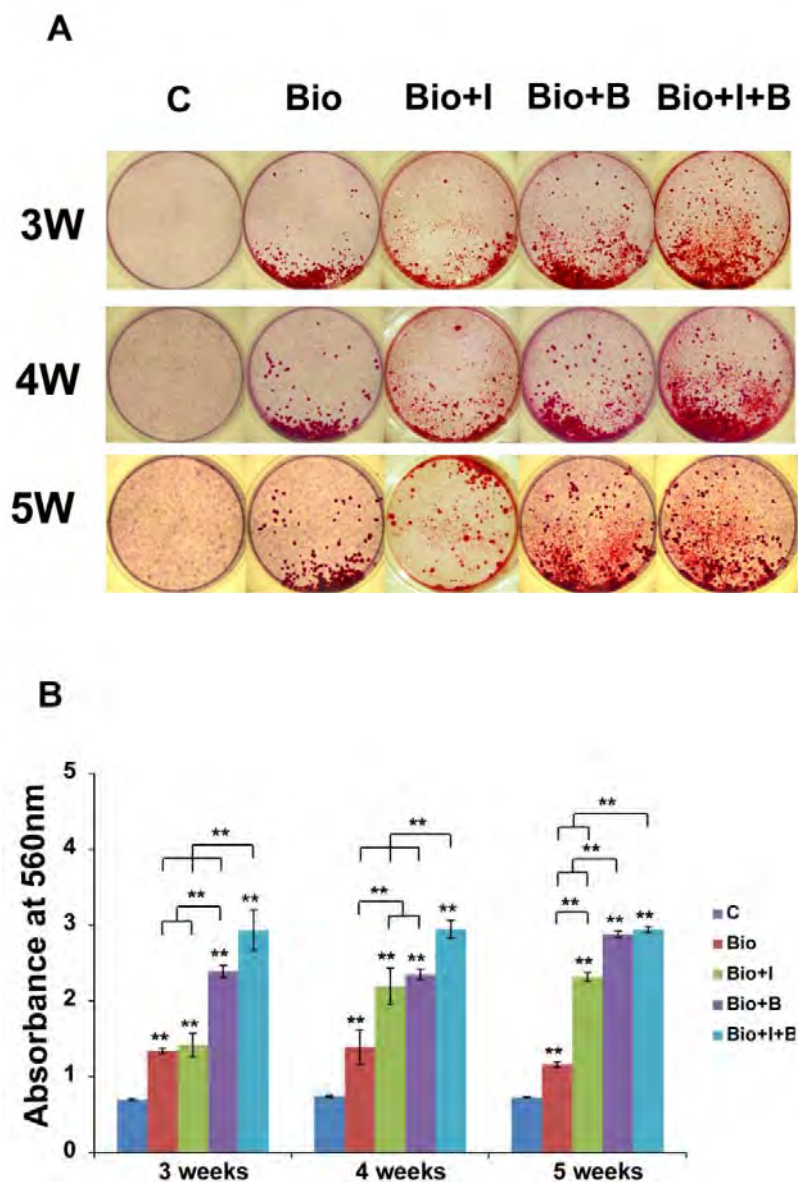 A
C Bio Bio+I Bio+B Bio+I+B
3W
4W
5W
B
Absorbance at 560nm
5
4
3
2
1
0
** ** **
** ** **
** ** ** ** ** **
** ** ** ** ** **
** ** ** **
3 weeks 4 weeks 5 weeks
C
Bio
Bio+I
Bio+B
Bio+I+B